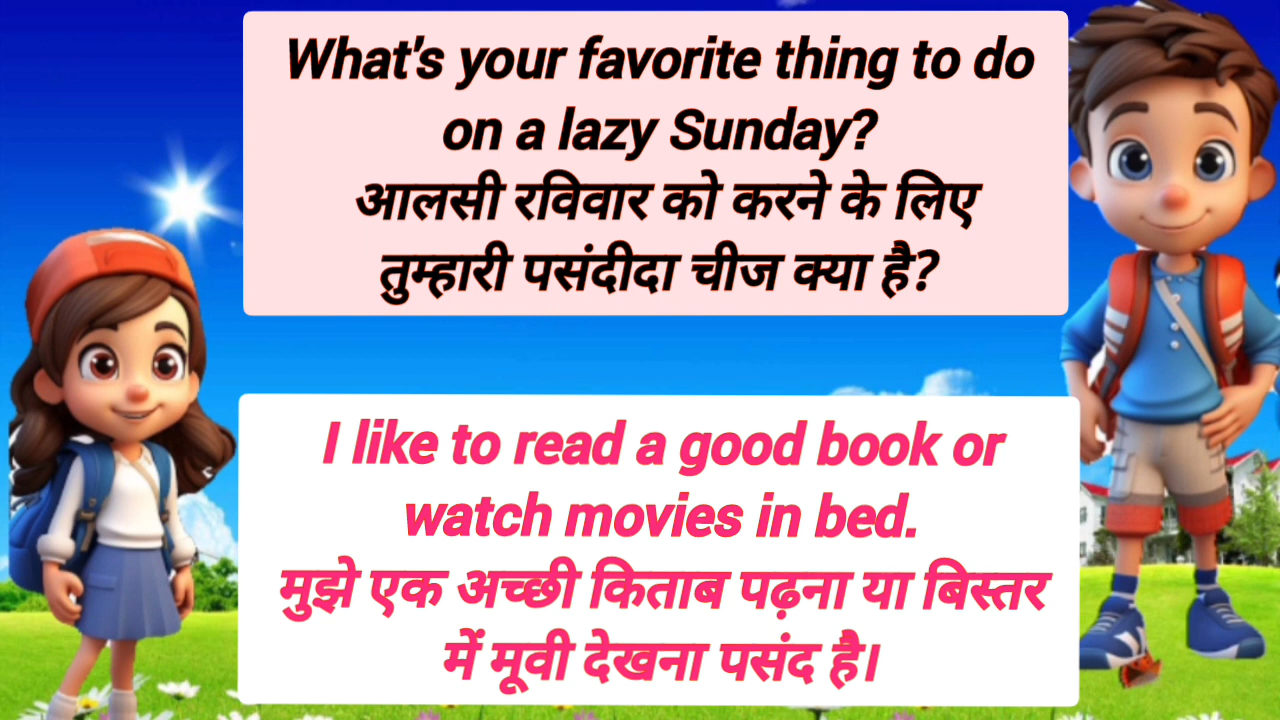 What's your favorite thing to do
on a lazy Sunday?
आलसी रविवार को करने के लिए
तुम्हारी पसंदीदा चीज क्या है?
I like to read a good book or
watch movies in bed.
मुझे एक अच्छी किताब पढ़ना या बिस्तर
में मूवी देखना पसंद है।